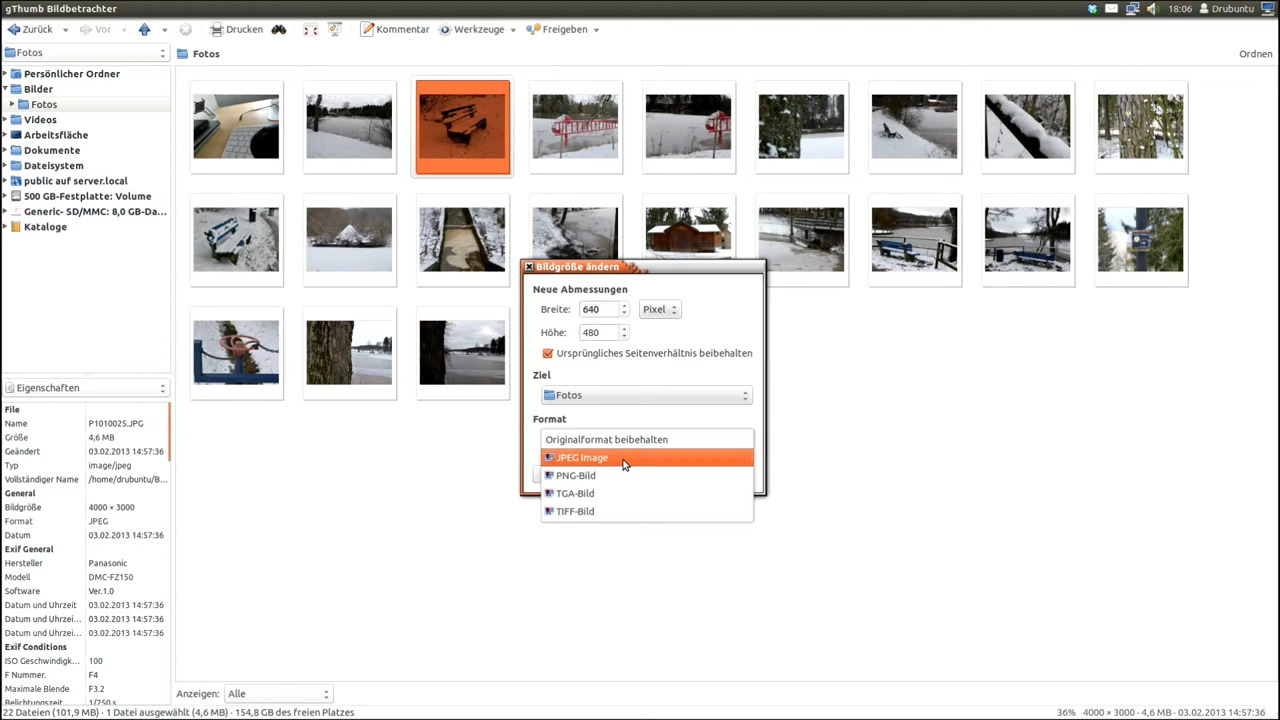 gThumb Bildbetrachter
18:06 Drubuntu
Zurück Vor Drucken Kommentar Werkzeuge Freigeben
Fotos
Fotos
Ordnen
Persönlicher Ordner
Bilder
Fotos
Videos
Arbeitsfläche
Dokumente
Dateisystem
public auf server.local
500 GB-Festplatte: Volume
Generic- SD/MMC: 8,0 GB-Da...
Kataloge
Eigenschaften
File
Name P1010025.JPG
Größe 4,6 MB
Geändert 03.02.2013 14:57:36
Typ image/jpeg
Vollständiger Name /home/drubuntu/B...
General
Bildgröße 4000 × 3000
Format JPEG
Datum 03.02.2013 14:57:36
Exif General
Hersteller Panasonic
Modell DMC-FZ150
Software Ver.1.0
Datum und Uhrzeit 03.02.2013 14:57:36
Datum und Uhrzei... 03.02.2013 14:57:36
Datum und Uhrzei... 03.02.2013 14:57:36
Exif Conditions
ISO Geschwindigk... 100
F Nummer. F4
Maximale Blende F3.2
Belichtungszeit 1/250 s
Bildgröße ändern
Neue Abmessungen
Breite: 640 Pixel
Höhe: 480
Ursprüngliches Seitenverhältnis beibehalten
Ziel
Fotos
Format
Originalformat beibehalten
JPEG Image
PNG-Bild
TGA-Bild
TIFF-Bild
Anzeigen: Alle
22 Dateien (101,9 MB) · 1 Datei ausgewählt (4,6 MB) · 154,8 GB des freien Platzes
36% 4000 × 3000 · 4,6 MB · 03.02.2013 14:57:36